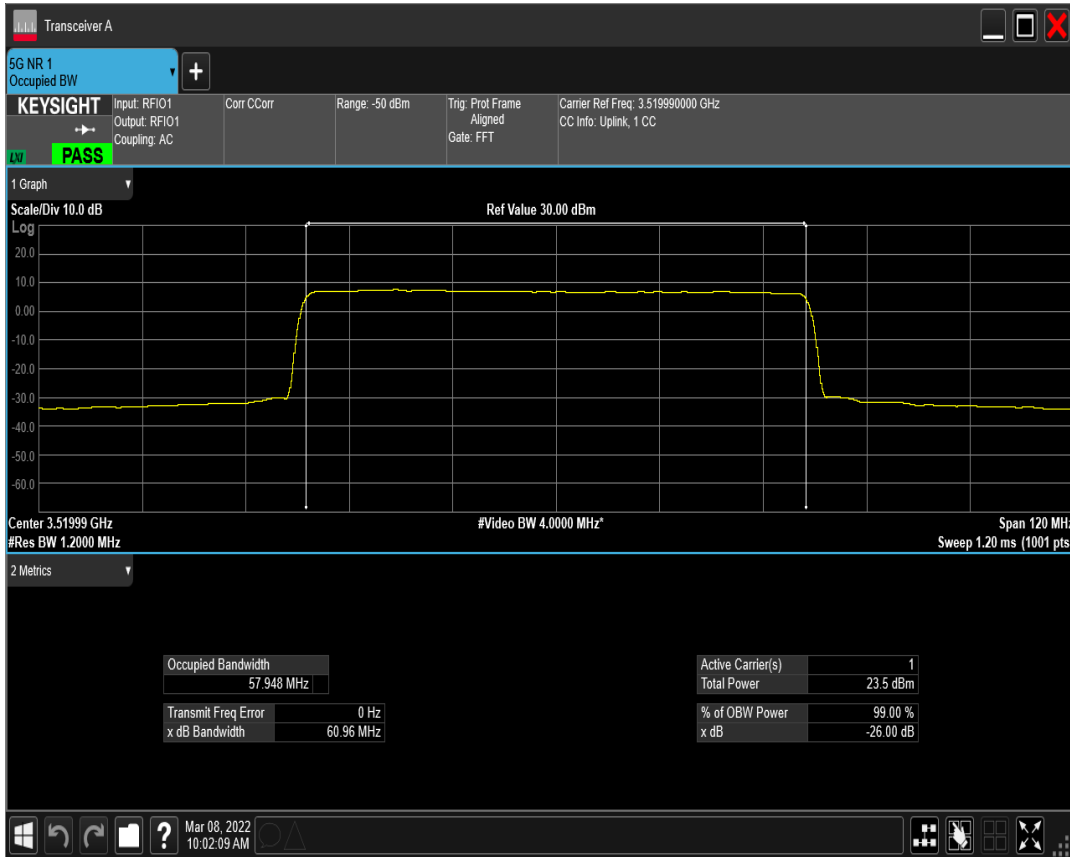 Transceiver A
5G NR 1
Occupied BW
KEYSIGHT
LXI
PASS
Input: RFIO1
Output: RFIO1
Coupling: AC
Corr CCorr
Range: -50 dBm
Trig: Prot Frame
Aligned
Gate: FFT
Carrier Ref Freq: 3.519990000 GHz
CC Info: Uplink, 1 CC
1 Graph
Scale/Div 10.0 dB
Ref Value 30.00 dBm
Log
20.0
10.0
0.00
-10.0
-20.0
-30.0
-40.0
-50.0
-60.0
Center 3.51999 GHz
#Video BW 4.0000 MHz*
Span 120 MHz
#Res BW 1.2000 MHz
Sweep 1.20 ms (1001 pts
2 Metrics
Occupied Bandwidth
57.948 MHz
Transmit Freq Error 0 Hz
x dB Bandwidth 60.96 MHz
Active Carrier(s) 1
Total Power 23.5 dBm
% of OBW Power 99.00 %
x dB -26.00 dB
?
Mar 08, 2022
10:02:09 AM